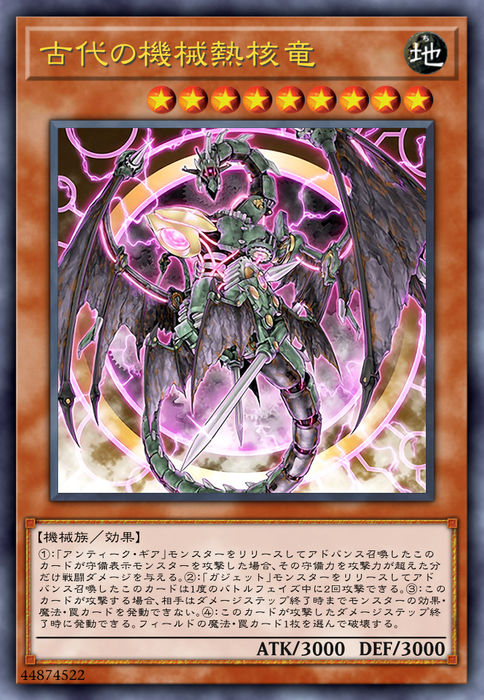 古代の機械熱核竜
ち
地
【機械族／効果】
①：「アンティーク・ギア」モンスターをリリースしてアドバンス召喚したこの
カードが守備表示モンスターを攻撃した場合、その守備力を攻撃力が超えた分
だけ戦闘ダメージを与える。②：「ガジェット」モンスターをリリースしてアド
バンス召喚したこのカードは1度のバトルフェイズ中に2回攻撃できる。③：こ
のカードが攻撃する場合、相手はダメージステップ終了時までモンスターの効果・
魔法・罠カードを発動できない。④：このカードが攻撃したダメージステップ終
了時に発動できる。フィールドの魔法・罠カード1枚を選んで破壊する。
ATK/3000 DEF/3000
44874522